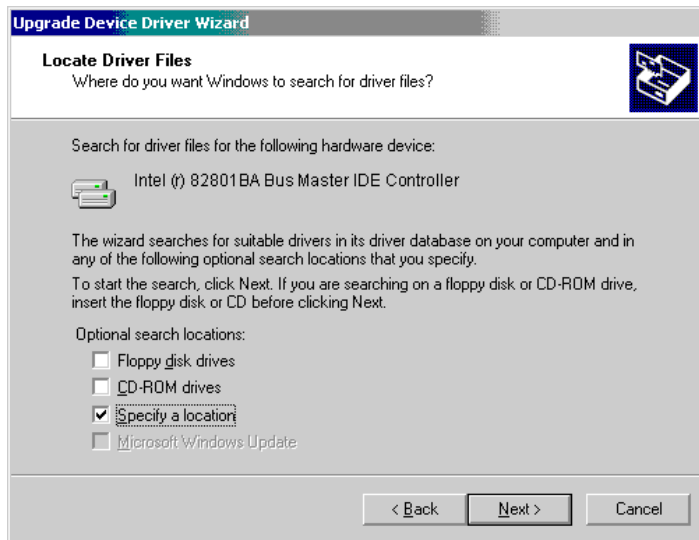 Upgrade Device Driver Wizard
Locate Driver Files
Where do you want Windows to search for driver files?
Search for driver files for the following hardware device:
Intel (r) 82801BA Bus Master IDE Controller
The wizard searches for suitable drivers in its driver database on your computer and in
any of the following optional search locations that you specify.
To start the search, click Next. If you are searching on a floppy disk or CD-ROM drive,
insert the floppy disk or CD before clicking Next.
Optional search locations:
Floppy disk drives
CD-ROM drives
Specify a location
Microsoft Windows Update
< Back Next > Cancel